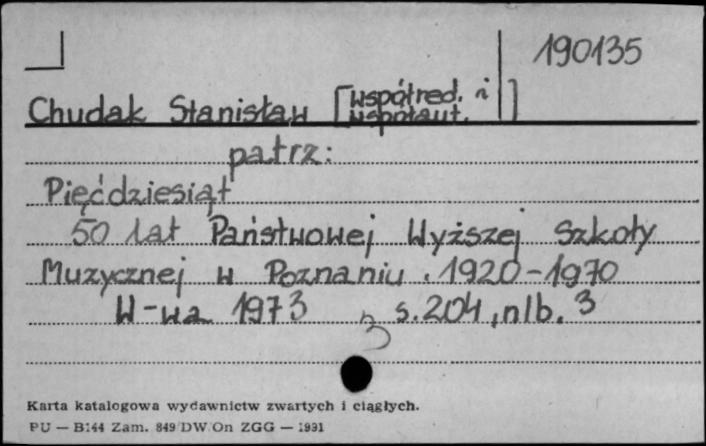 190135
Chudak Stanisław [współred. i współaut.]
patrz:
Pięćdziesiąt
50 lat Państwowej Wyższej Szkoły
Muzycznej w Poznaniu. 1920-1970
W-wa 1973 s. 204, nlb. 3
3
Karta katalogowa wydawnictw zwartych i ciągłych.
PU — B144 Zam. 849 DW On ZGG — 1991